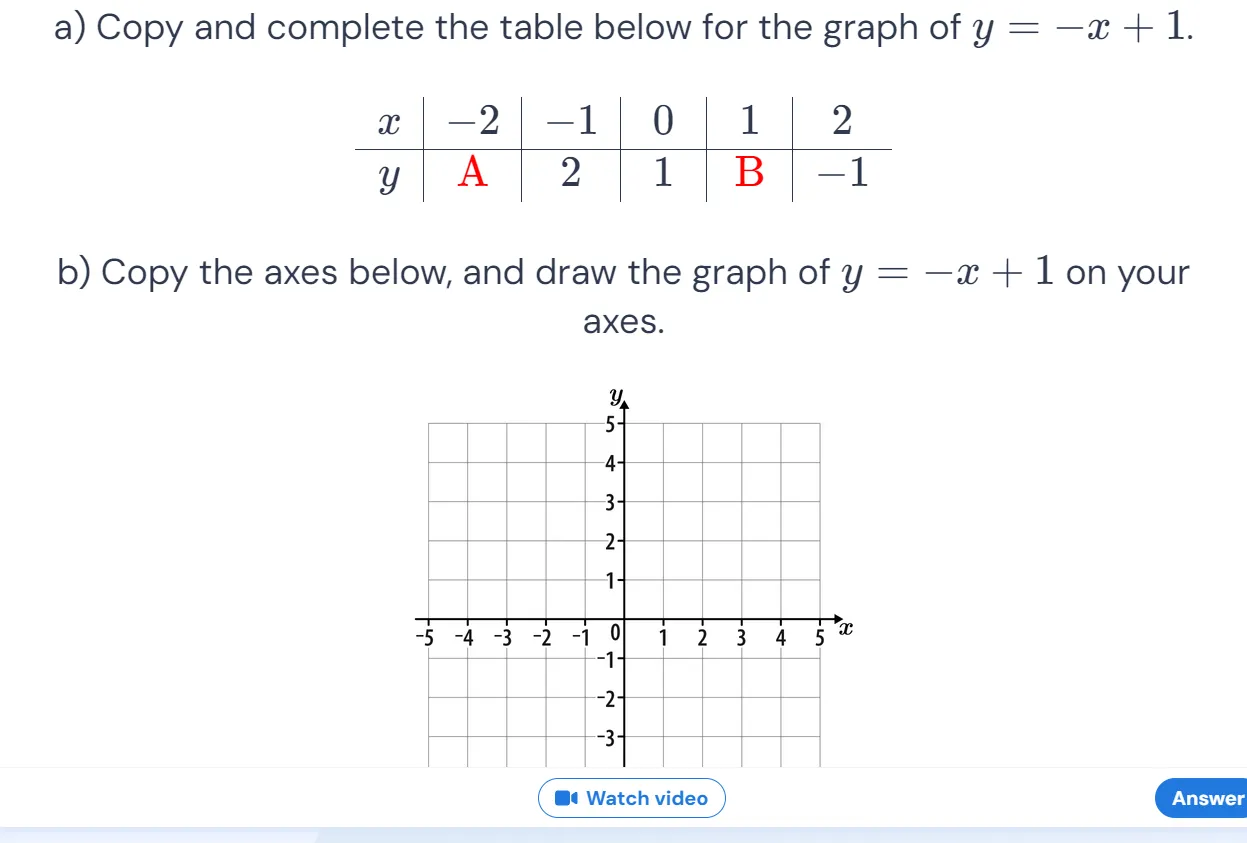 a) Copy and complete the table below for the graph of y = −x + 1.
x −2 −1 0 1 2
y A 2 1 B −1
b) Copy the axes below, and draw the graph of y = −x + 1 on your
axes.
y
5
4
3
2
1
-5 -4 -3 -2 -1 0 1 2 3 4 5 x
-1
-2
-3
Watch video
Answer